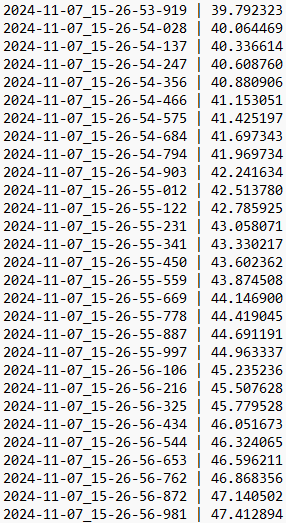 2024-11-07_15-26-53-919 | 39.792323
2024-11-07_15-26-54-028 | 40.064469
2024-11-07_15-26-54-137 | 40.336614
2024-11-07_15-26-54-247 | 40.608760
2024-11-07_15-26-54-356 | 40.880906
2024-11-07_15-26-54-466 | 41.153051
2024-11-07_15-26-54-575 | 41.425197
2024-11-07_15-26-54-684 | 41.697343
2024-11-07_15-26-54-794 | 41.969734
2024-11-07_15-26-54-903 | 42.241634
2024-11-07_15-26-55-012 | 42.513780
2024-11-07_15-26-55-122 | 42.785925
2024-11-07_15-26-55-231 | 43.058071
2024-11-07_15-26-55-341 | 43.330217
2024-11-07_15-26-55-450 | 43.602362
2024-11-07_15-26-55-559 | 43.874508
2024-11-07_15-26-55-669 | 44.146900
2024-11-07_15-26-55-778 | 44.419045
2024-11-07_15-26-55-887 | 44.691191
2024-11-07_15-26-55-997 | 44.963337
2024-11-07_15-26-56-106 | 45.235236
2024-11-07_15-26-56-216 | 45.507628
2024-11-07_15-26-56-325 | 45.779528
2024-11-07_15-26-56-434 | 46.051673
2024-11-07_15-26-56-544 | 46.324065
2024-11-07_15-26-56-653 | 46.596211
2024-11-07_15-26-56-762 | 46.868356
2024-11-07_15-26-56-872 | 47.140502
2024-11-07_15-26-56-981 | 47.412894